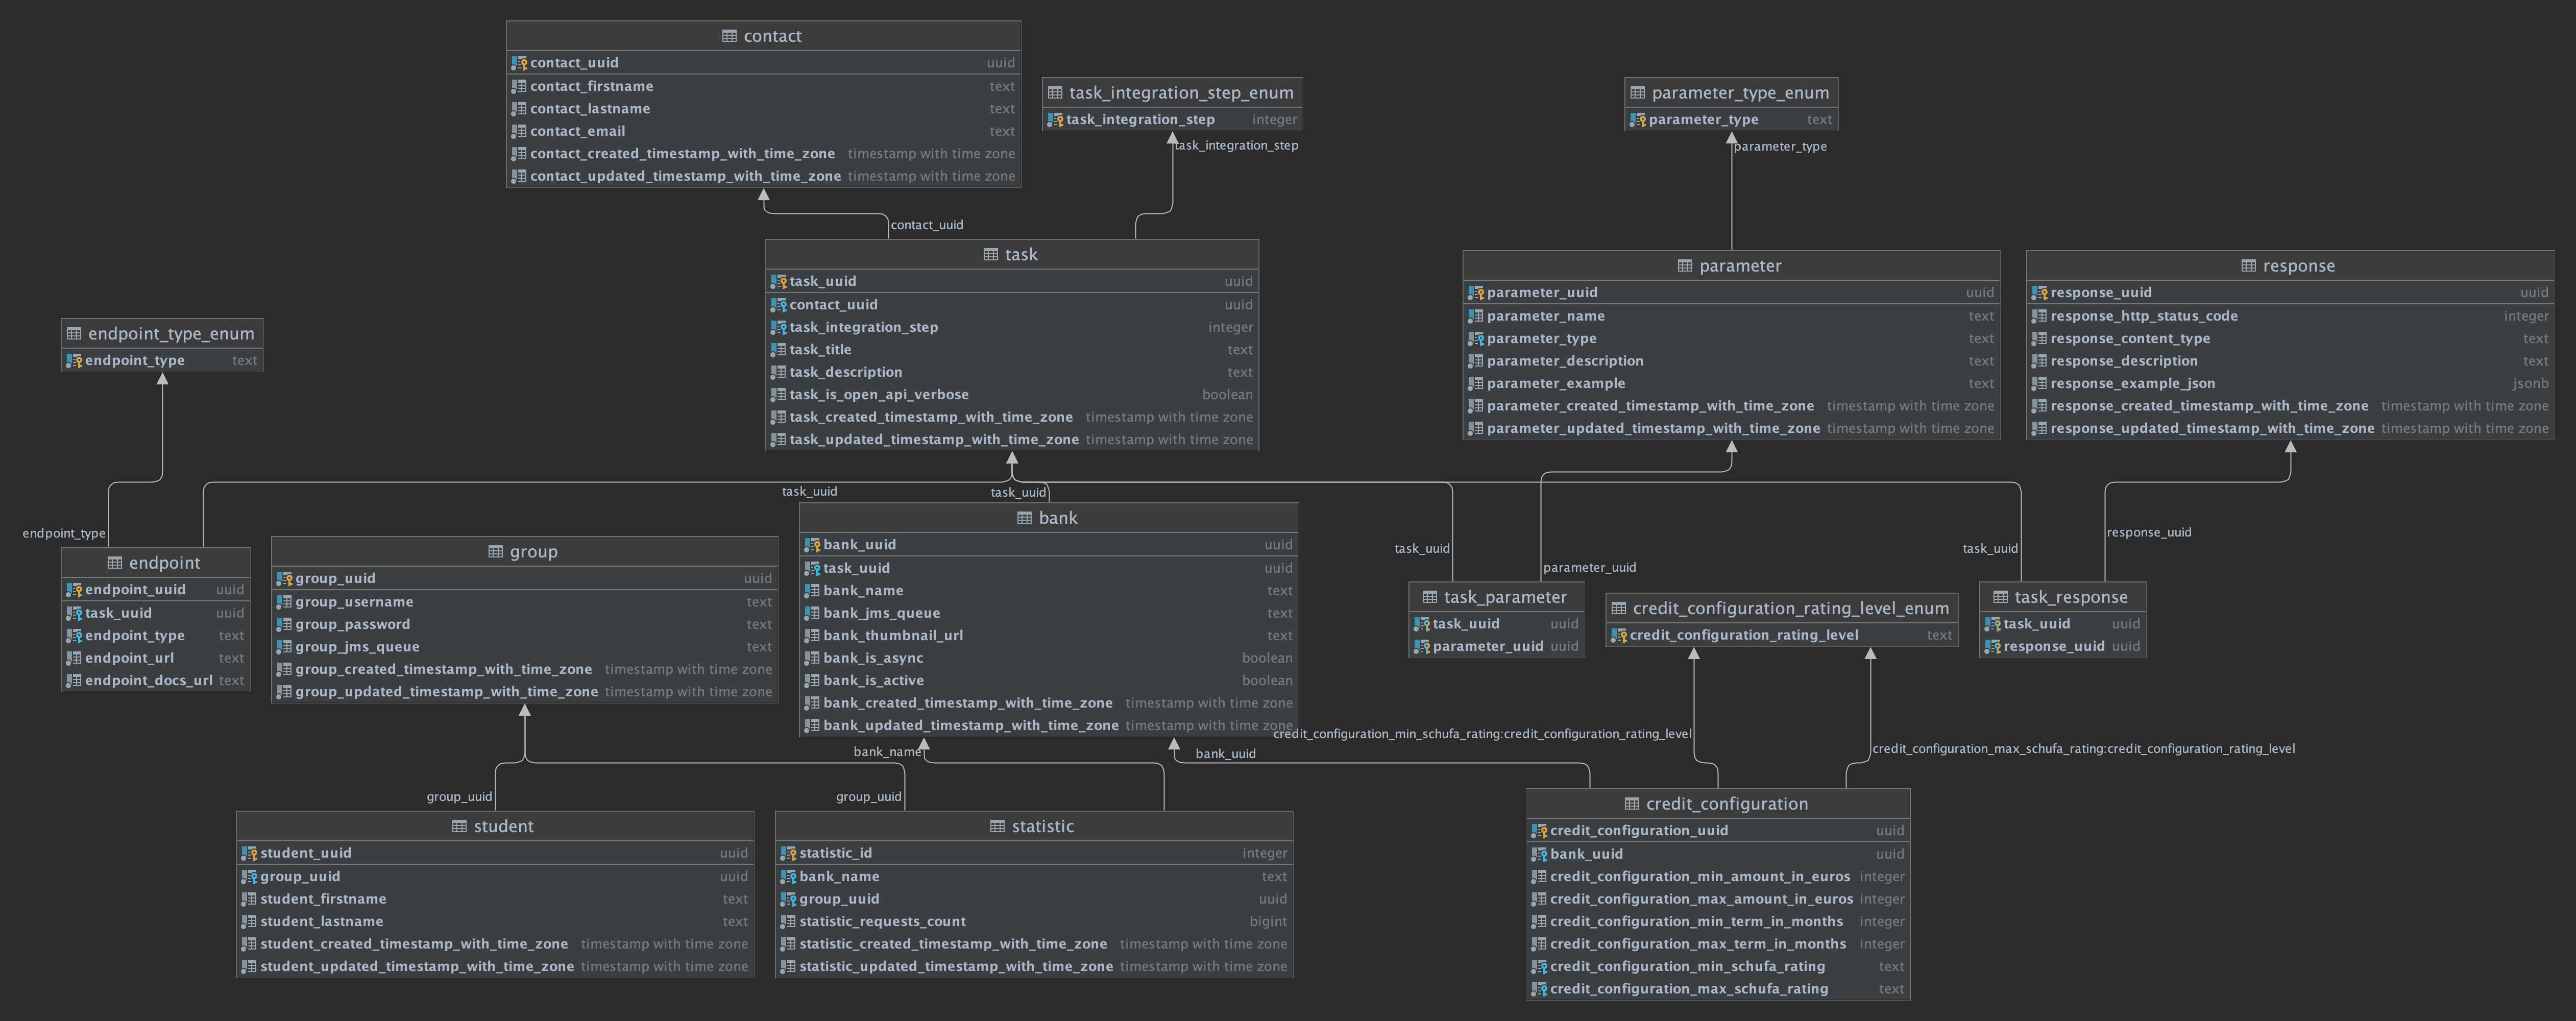 contact
contact_uuid uuid
contact_firstname text
contact_lastname text
contact_email text
contact_created_timestamp_with_time_zone timestamp with time zone
contact_updated_timestamp_with_time_zone timestamp with time zone
task_integration_step_enum
task_integration_step integer
task_integration_step
parameter_type_enum
parameter_type text
parameter_type
contact_uuid
task
task_uuid uuid
contact_uuid uuid
task_integration_step integer
task_title text
task_description text
task_is_open_api_verbose boolean
task_created_timestamp_with_time_zone timestamp with time zone
task_updated_timestamp_with_time_zone timestamp with time zone
parameter
parameter_uuid uuid
parameter_name text
parameter_type text
parameter_description text
parameter_example text
parameter_created_timestamp_with_time_zone timestamp with time zone
parameter_updated_timestamp_with_time_zone timestamp with time zone
response
response_uuid uuid
response_http_status_code integer
response_content_type text
response_description text
response_example_json jsonb
response_created_timestamp_with_time_zone timestamp with time zone
response_updated_timestamp_with_time_zone timestamp with time zone
endpoint_type_enum
endpoint_type text
endpoint_type
task_uuid
task_uuid
task_uuid
parameter_uuid
task_uuid
response_uuid
endpoint
endpoint_uuid uuid
task_uuid uuid
endpoint_type text
endpoint_url text
endpoint_docs_url text
group
group_uuid uuid
group_username text
group_password text
group_jms_queue text
group_created_timestamp_with_time_zone timestamp with time zone
group_updated_timestamp_with_time_zone timestamp with time zone
bank
bank_uuid uuid
task_uuid uuid
bank_name text
bank_jms_queue text
bank_thumbnail_url text
bank_is_async boolean
bank_is_active boolean
bank_created_timestamp_with_time_zone timestamp with time zone
bank_updated_timestamp_with_time_zone timestamp with time zone
task_parameter
task_uuid uuid
parameter_uuid uuid
credit_configuration_rating_level_enum
credit_configuration_rating_level text
task_response
task_uuid uuid
response_uuid uuid
credit_configuration_min_schufa_rating:credit_configuration_rating_level
credit_configuration_max_schufa_rating:credit_configuration_rating_level
bank_name
bank_uuid
group_uuid
group_uuid
student
student_uuid uuid
group_uuid uuid
student_firstname text
student_lastname text
student_created_timestamp_with_time_zone timestamp with time zone
student_updated_timestamp_with_time_zone timestamp with time zone
statistic
statistic_id integer
bank_name text
group_uuid uuid
statistic_requests_count bigint
statistic_created_timestamp_with_time_zone timestamp with time zone
statistic_updated_timestamp_with_time_zone timestamp with time zone
credit_configuration
credit_configuration_uuid uuid
bank_uuid uuid
credit_configuration_min_amount_in_euros integer
credit_configuration_max_amount_in_euros integer
credit_configuration_min_term_in_months integer
credit_configuration_max_term_in_months integer
credit_configuration_min_schufa_rating text
credit_configuration_max_schufa_rating text